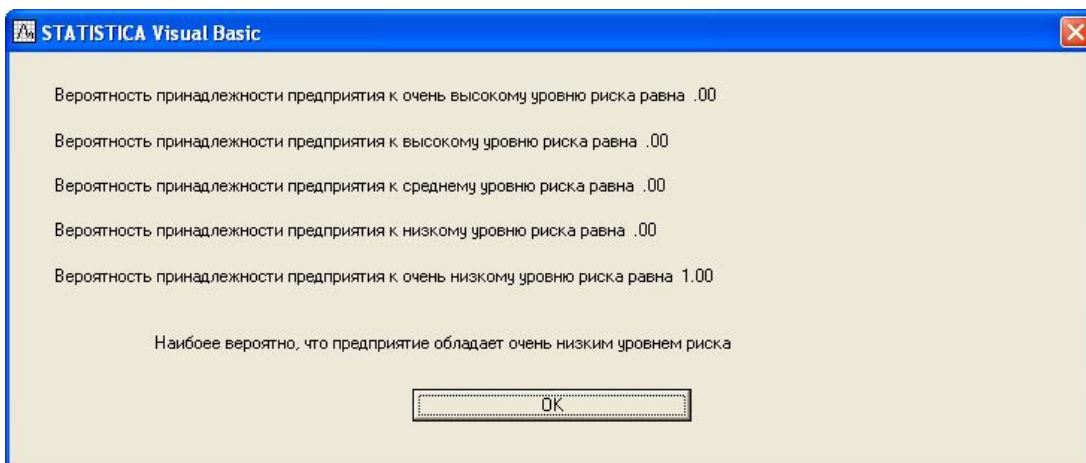 STATISTICA Visual Basic
Вероятность принадлежности предприятия к очень высокому уровню риска равна .00
Вероятность принадлежности предприятия к высокому уровню риска равна .00
Вероятность принадлежности предприятия к среднему уровню риска равна .00
Вероятность принадлежности предприятия к низкому уровню риска равна .00
Вероятность принадлежности предприятия к очень низкому уровню риска равна 1.00
Наибоее вероятно, что предприятие обладает очень низким уровнем риска
OK